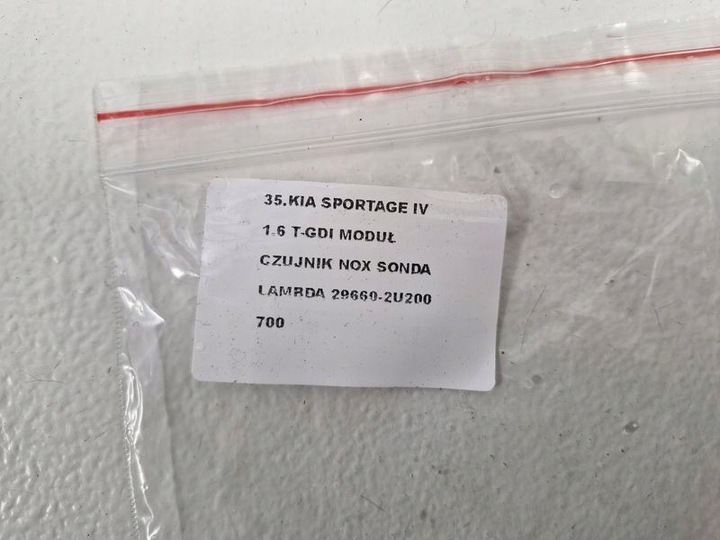 35.KIA SPORTAGE IV
1.6 T-GDI MODUŁ
CZUJNIK NOX SONDA
LAMBDA 29660-2U200
700